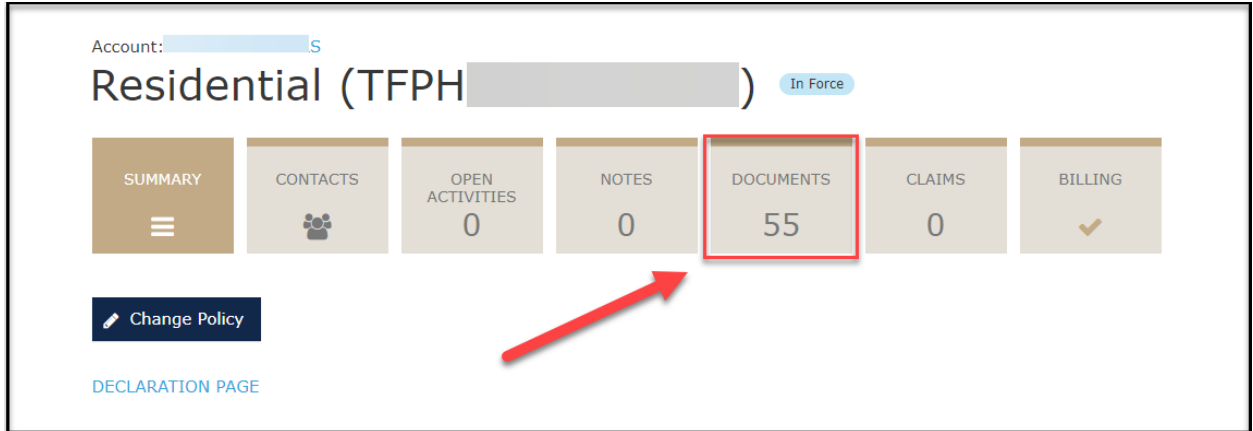 Account: S
Residential (TFPH ) In Force
SUMMARY CONTACTS OPEN ACTIVITIES NOTES DOCUMENTS CLAIMS BILLING
0 0 55 0
Change Policy
DECLARATION PAGE